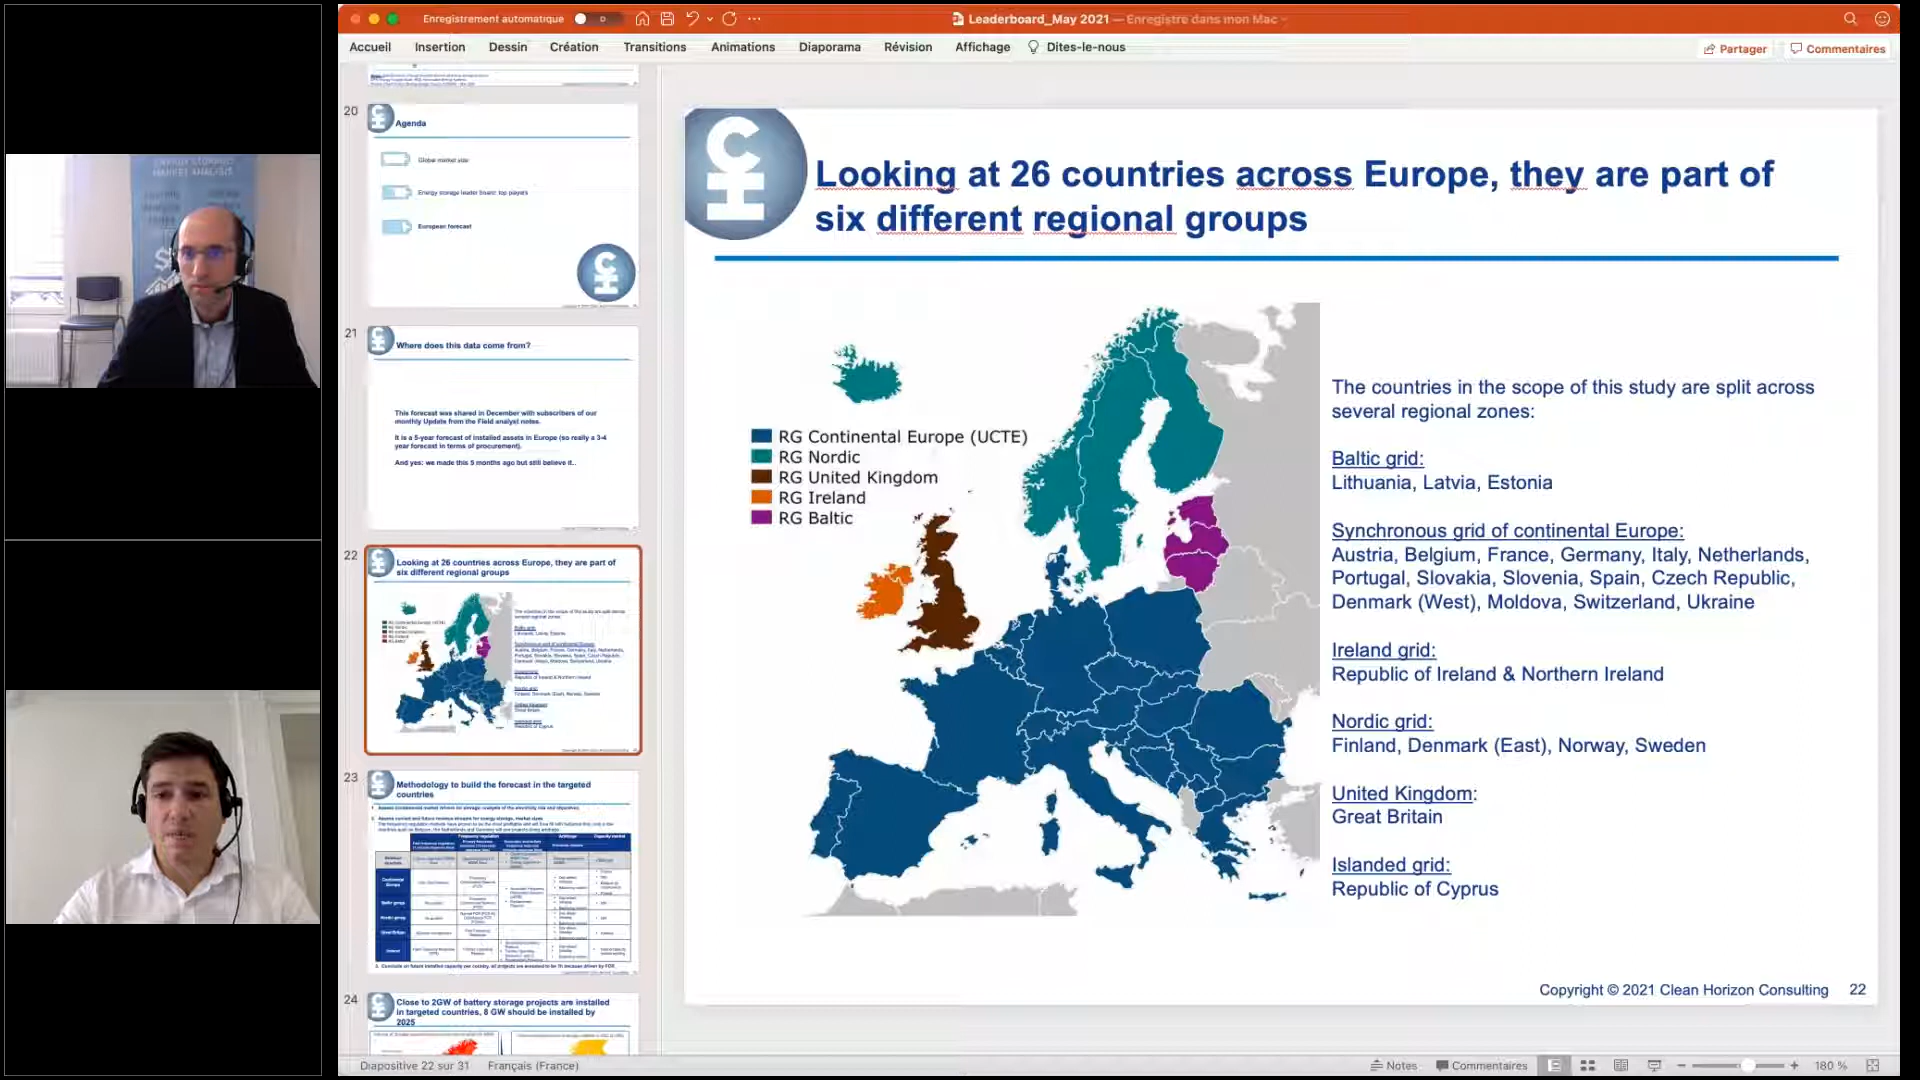 Enregistrement automatique
Leaderboard_May 2021 — Enregistré dans mon Mac
Accueil Insertion Dessin Création Transitions Animations Diaporama Révision Affichage Dites-le-nous
Partager Commentaires
ENERGY STORAGE
MARKET ANALYSIS
20
Agenda
Global market size
Energy storage leader board: top players
European forecast
21
Where does this data come from?
This forecast was shared in December with subscribers of our
monthly Update from the Field analyst notes.
It is a 5-year forecast of installed assets in Europe (so really a 3-4
year forecast in terms of procurement).
And yes: we made this 5 months ago but still believe it..
22
Looking at 26 countries across Europe, they are part of
six different regional groups
23
Methodology to build the forecast in the targeted
countries
24
Close to 2GW of battery storage projects are installed
in targeted countries, 8 GW should be installed by
2025
Looking at 26 countries across Europe, they are part of
six different regional groups
RG Continental Europe (UCTE)
RG Nordic
RG United Kingdom
RG Ireland
RG Baltic
The countries in the scope of this study are split across
several regional zones:
Baltic grid:
Lithuania, Latvia, Estonia
Synchronous grid of continental Europe:
Austria, Belgium, France, Germany, Italy, Netherlands,
Portugal, Slovakia, Slovenia, Spain, Czech Republic,
Denmark (West), Moldova, Switzerland, Ukraine
Ireland grid:
Republic of Ireland & Northern Ireland
Nordic grid:
Finland, Denmark (East), Norway, Sweden
United Kingdom:
Great Britain
Islanded grid:
Republic of Cyprus
Copyright © 2021 Clean Horizon Consulting 22
Diapositive 22 sur 31 Français (France)
Notes Commentaires 180 %